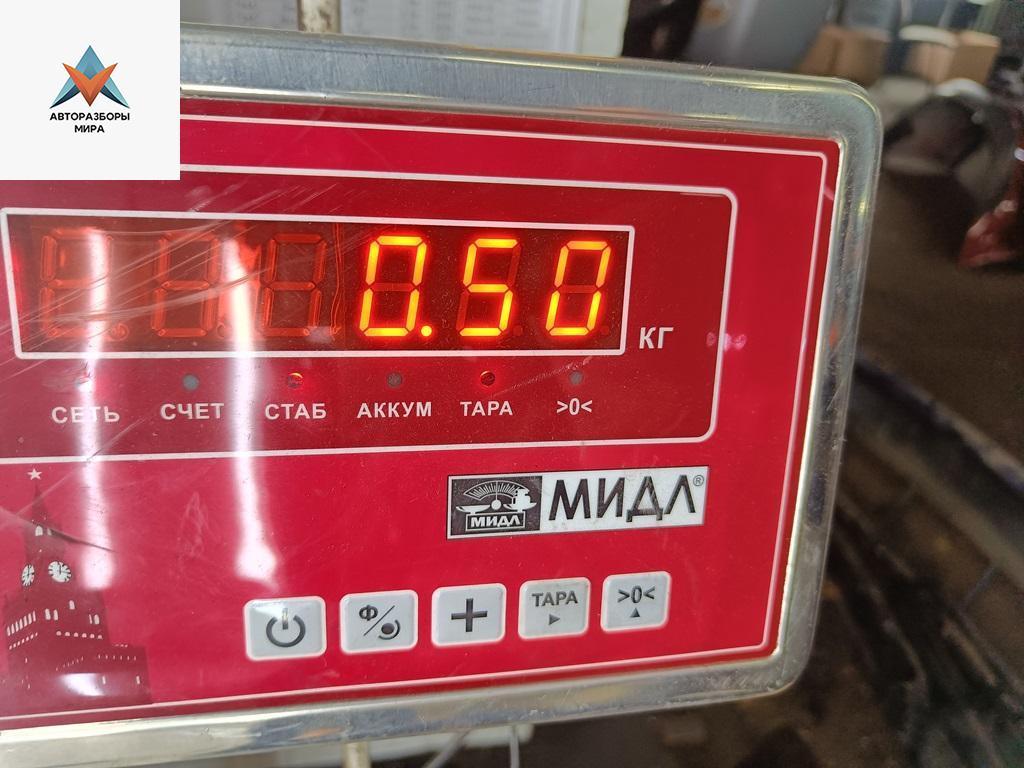 АВТОРАЗБОРЫ
МИРА
0.50
КГ
СЕТЬ СЧЕТ СТАБ АККУМ ТАРА >0<
МИДЛ МИДЛ®
Ф/ + ТАРА >0<